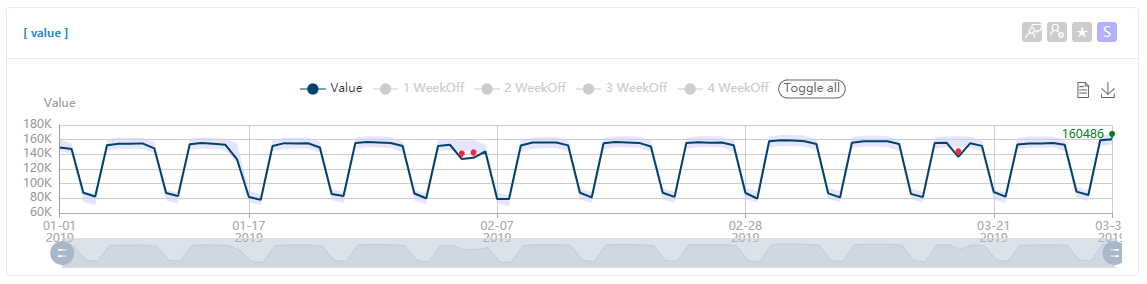 [ value ]
S
Value
1 WeekOff
2 WeekOff
3 WeekOff
4 WeekOff
Toggle all
Value
180K
160K
140K
120K
100K
80K
60K
160486
01-01
2019
01-17
2019
02-07
2019
02-28
2019
03-21
2019
03-3
2019